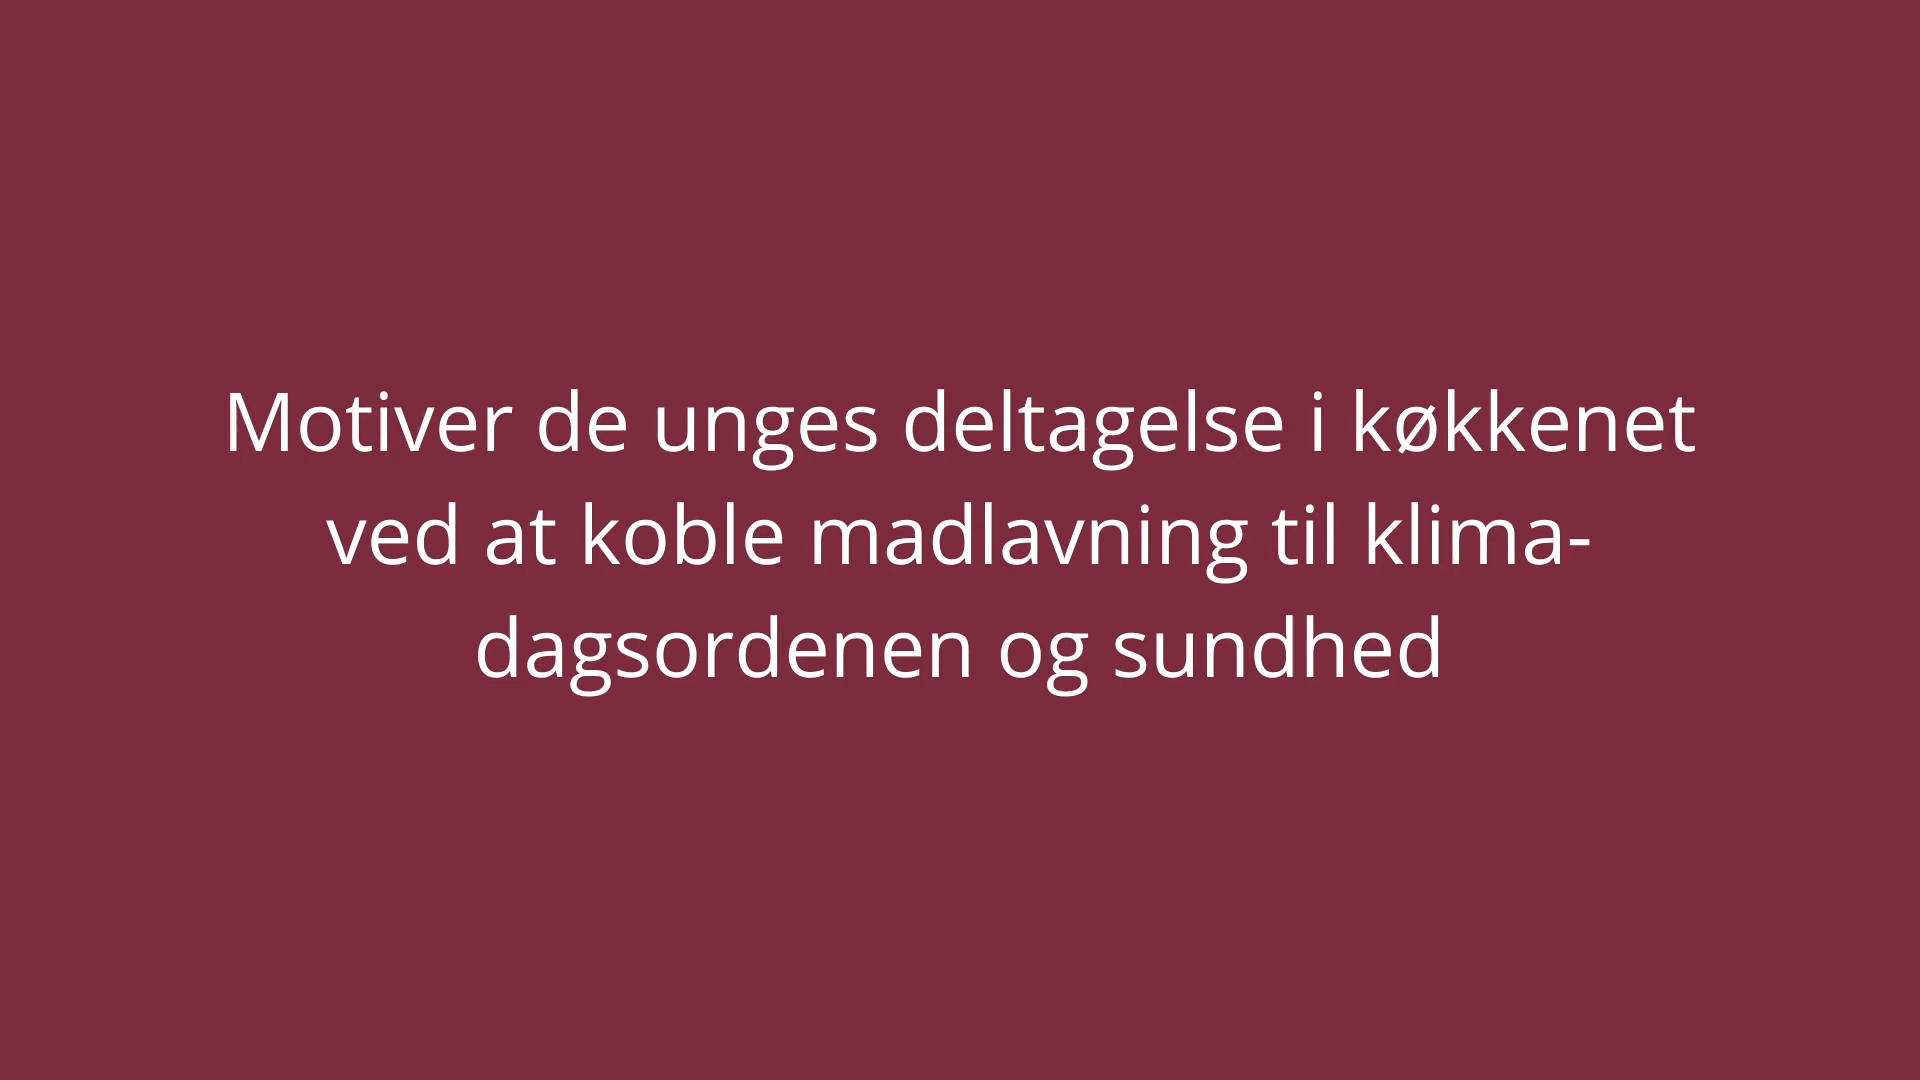 Motiver de unges deltagelse i køkkenet
ved at koble madlavning til klima-
dagsordenen og sundhed